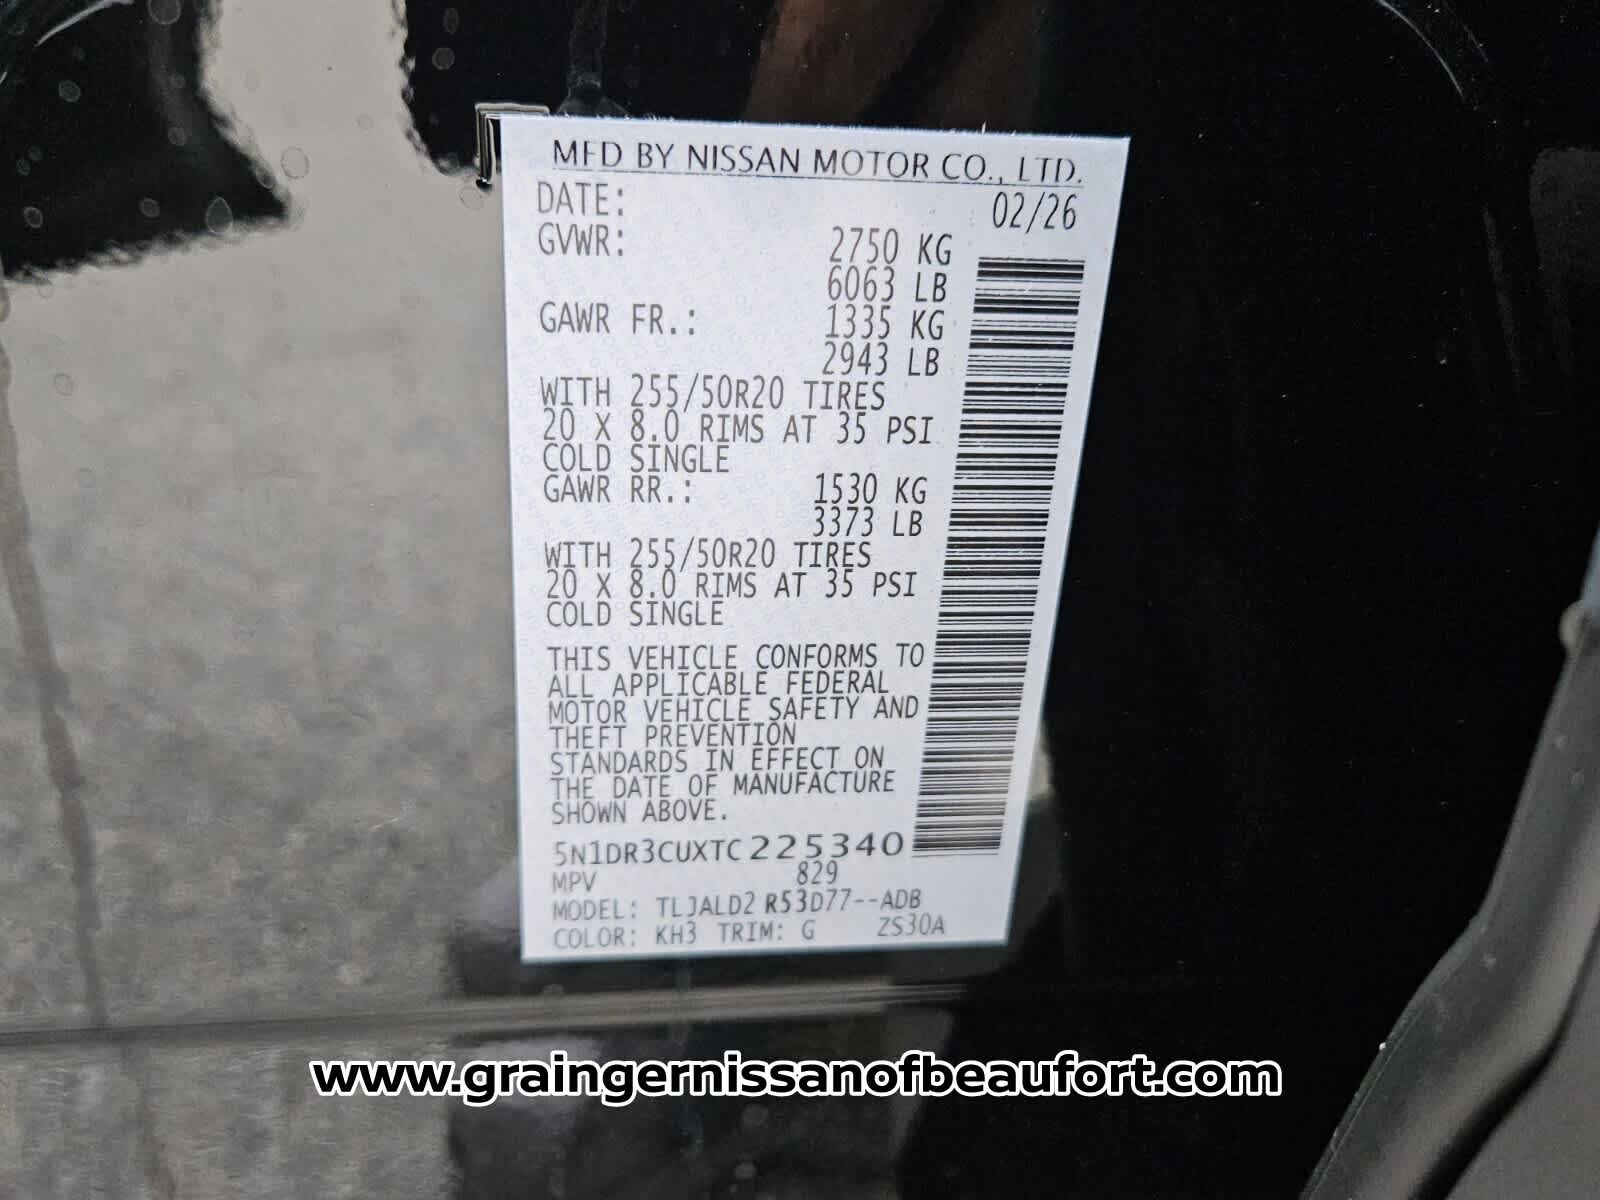 MFD BY NISSAN MOTOR CO., LTD.
DATE: 02/26
GVWR: 2750 KG
6063 LB
GAWR FR.: 1335 KG
2943 LB
WITH 255/50R20 TIRES
20 X 8.0 RIMS AT 35 PSI
COLD SINGLE
GAWR RR.: 1530 KG
3373 LB
WITH 255/50R20 TIRES
20 X 8.0 RIMS AT 35 PSI
COLD SINGLE
THIS VEHICLE CONFORMS TO
ALL APPLICABLE FEDERAL
MOTOR VEHICLE SAFETY AND
THEFT PREVENTION
STANDARDS IN EFFECT ON
THE DATE OF MANUFACTURE
SHOWN ABOVE.
5N1DR3CUXTC225340
MPV 829
MODEL: TLJALD2 R53D77--ADB
COLOR: KH3 TRIM: G ZS30A
www.graingernissanofbeaufort.com